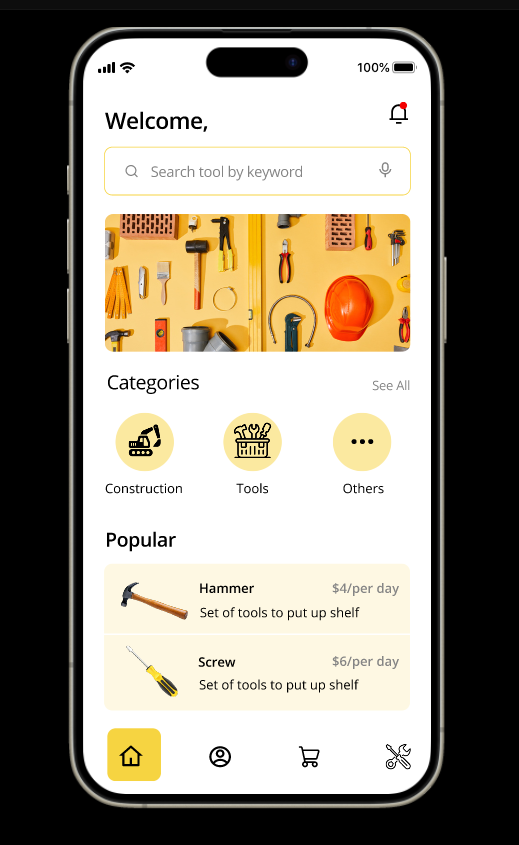 100%
Welcome,
Search tool by keyword
Categories
See All
Construction
Tools
Others
Popular
Hammer
$4/per day
Set of tools to put up shelf
Screw
$6/per day
Set of tools to put up shelf